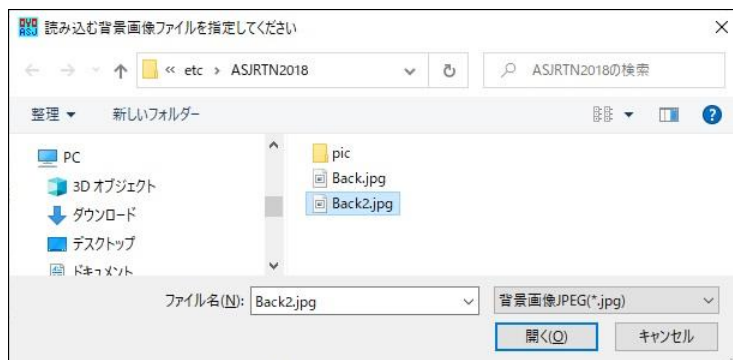 読み込む背景画像ファイルを指定してください
« etc › ASJRTN2018
ASJRTN2018の検索
整理 新しいフォルダー
PC
3D オブジェクト
ダウンロード
デスクトップ
ドキュメント
pic
Back.jpg
Back2.jpg
ファイル名(N): Back2.jpg
背景画像JPEG(*.jpg)
開く(O) キャンセル